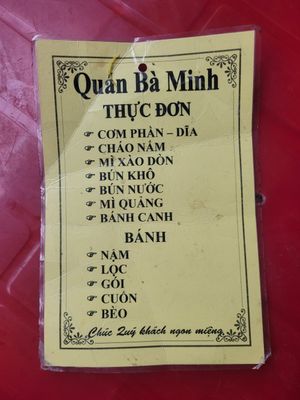 Quán Bà Minh
THỰC ĐƠN
CƠM PHẦN – DĨA
CHÁO NẤM
MÌ XÀO DÒN
BÚN KHÔ
BÚN NƯỚC
MÌ QUẢNG
BÁNH CANH
BÁNH
NẬM
LỌC
GÓI
CUỐN
BÈO
Chúc Quý khách ngon miệng